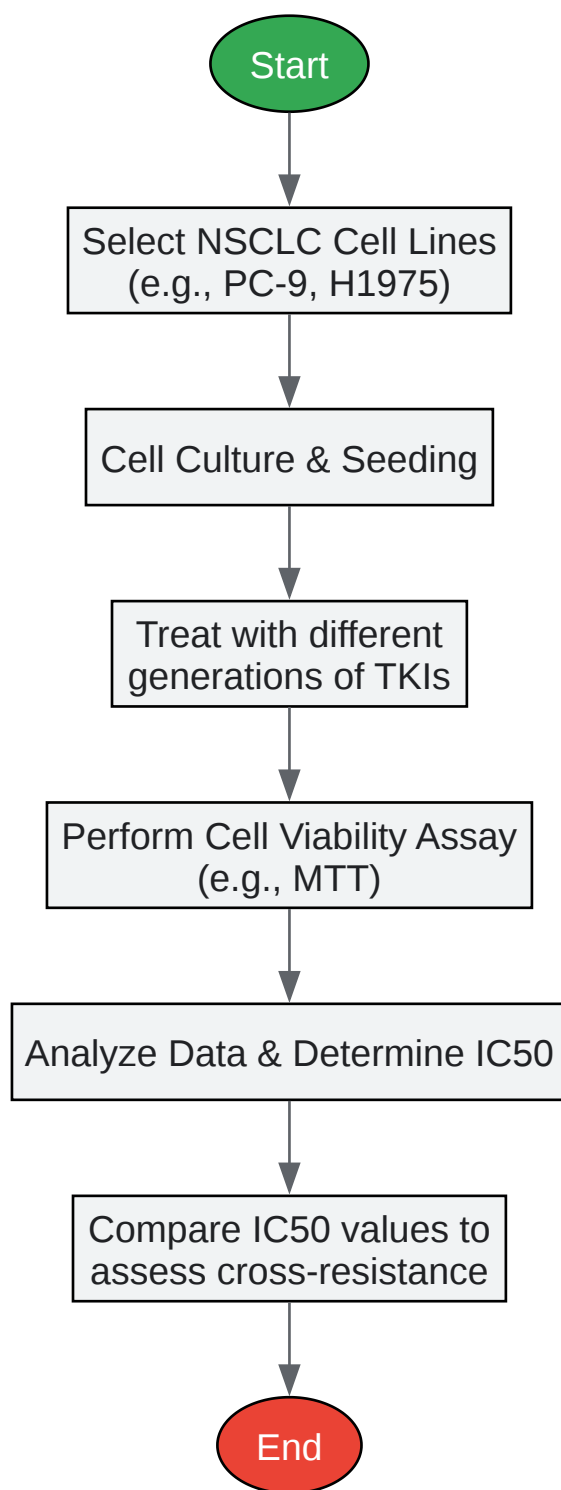 Start
Select NSCLC Cell Lines
(e.g., PC-9, H1975)
Cell Culture & Seeding
Treat with different
generations of TKIs
Perform Cell Viability Assay
(e.g., MTT)
Analyze Data & Determine IC50
Compare IC50 values to
assess cross-resistance
End